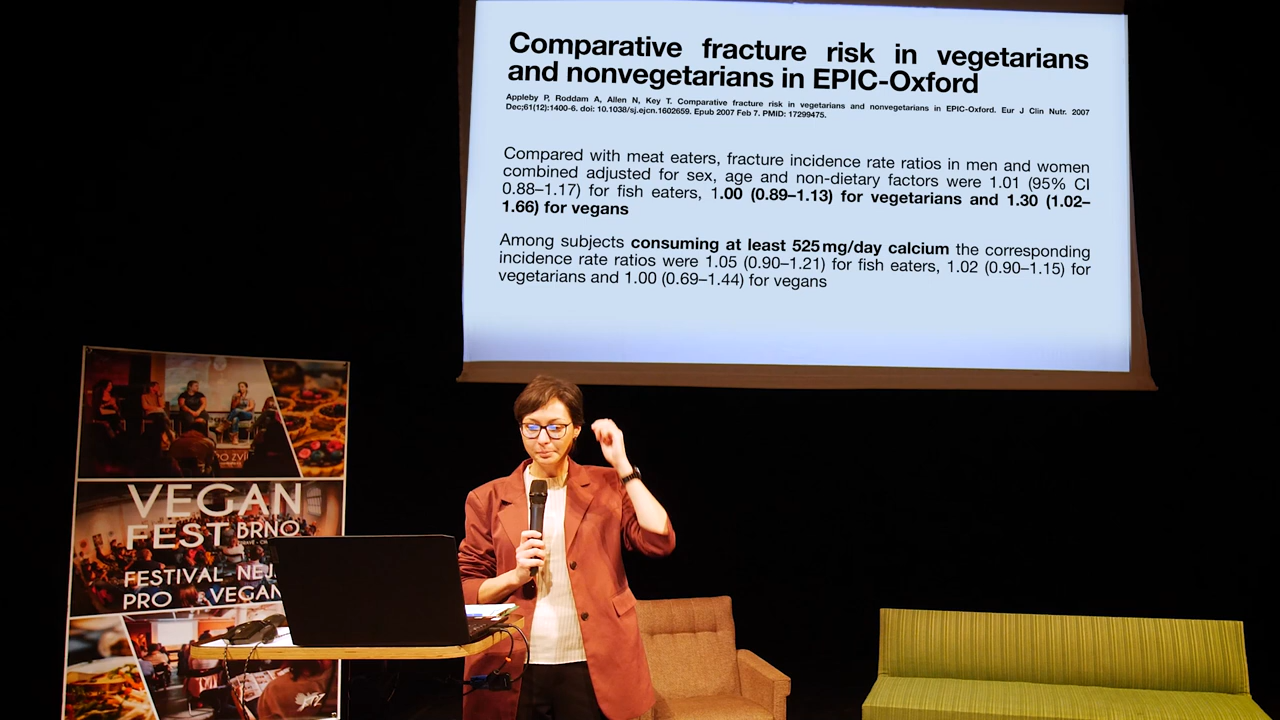 Comparative fracture risk in vegetarians
and nonvegetarians in EPIC-Oxford
Appleby P, Roddam A, Allen N, Key T. Comparative fracture risk in vegetarians and nonvegetarians in EPIC-Oxford. Eur J Clin Nutr. 2007
Dec;61(12):1400-6. doi: 10.1038/sj.ejcn.1602659. Epub 2007 Feb 7. PMID: 17299475.
Compared with meat eaters, fracture incidence rate ratios in men and women
combined adjusted for sex, age and non-dietary factors were 1.01 (95% CI
0.88–1.17) for fish eaters, 1.00 (0.89–1.13) for vegetarians and 1.30 (1.02–
1.66) for vegans
Among subjects consuming at least 525 mg/day calcium the corresponding
incidence rate ratios were 1.05 (0.90–1.21) for fish eaters, 1.02 (0.90–1.15) for
vegetarians and 1.00 (0.69–1.44) for vegans
VEGAN
FEST BRNO
FESTIVAL NEJ
PRO VEGAN